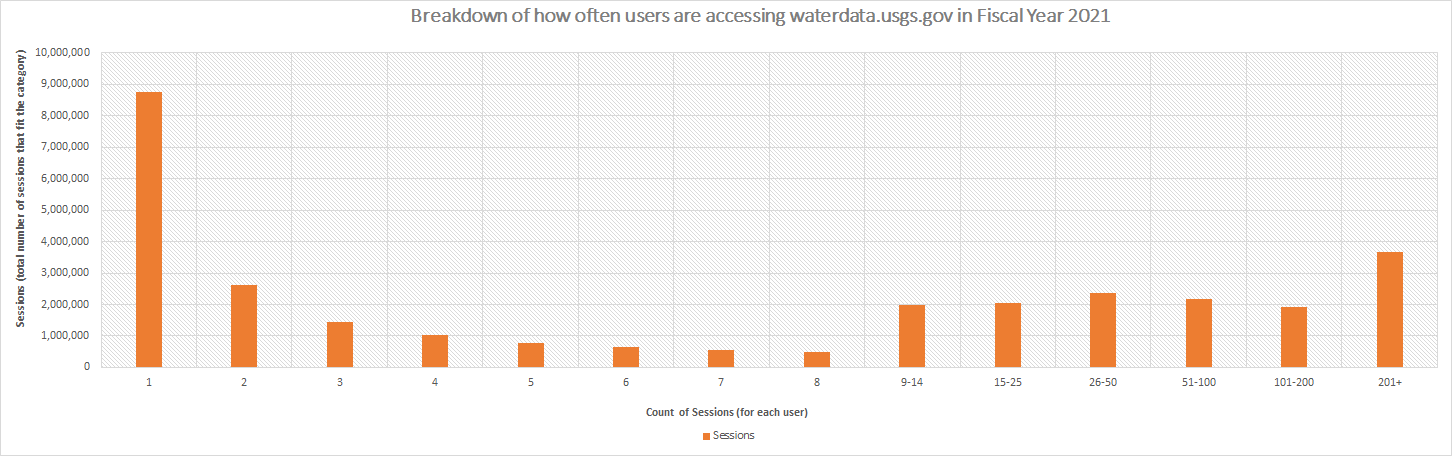 Breakdown of how often users are accessing waterdata.usgs.gov in Fiscal Year 2021
Sessions (total number of sessions that fit the category)
10,000,000
9,000,000
8,000,000
7,000,000
6,000,000
5,000,000
4,000,000
3,000,000
2,000,000
1,000,000
0
1 2 3 4 5 6 7 8 9-14 15-25 26-50 51-100 101-200 201+
Count of Sessions (for each user)
Sessions